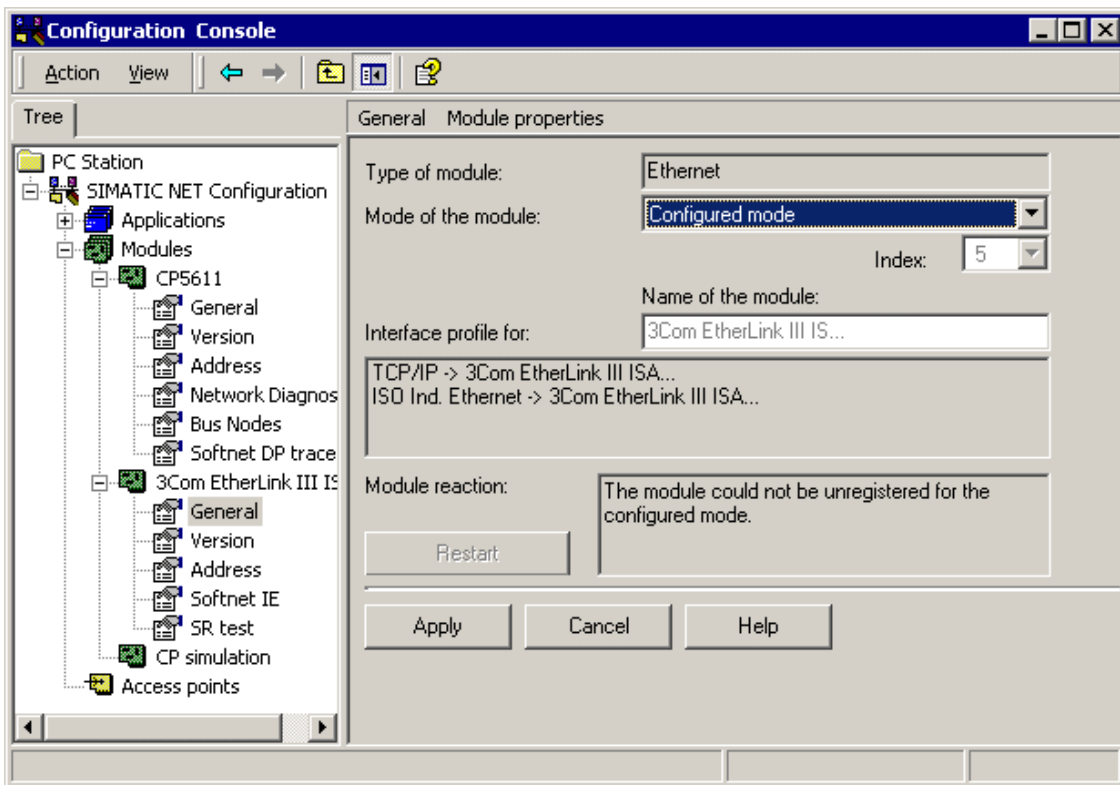 Configuration Console
Action View
Tree
General Module properties
PC Station
SIMATIC NET Configuration
Applications
Modules
CP5611
General
Version
Address
Network Diagnos
Bus Nodes
Softnet DP trace
3Com EtherLink III IS
General
Version
Address
Softnet IE
SR test
CP simulation
Access points
Type of module: Ethernet
Mode of the module: Configured mode
Index: 5
Name of the module:
Interface profile for: 3Com EtherLink III IS...
TCP/IP -> 3Com EtherLink III ISA...
ISO Ind. Ethernet -> 3Com EtherLink III ISA...
Module reaction: The module could not be unregistered for the
configured mode.
Restart
Apply Cancel Help